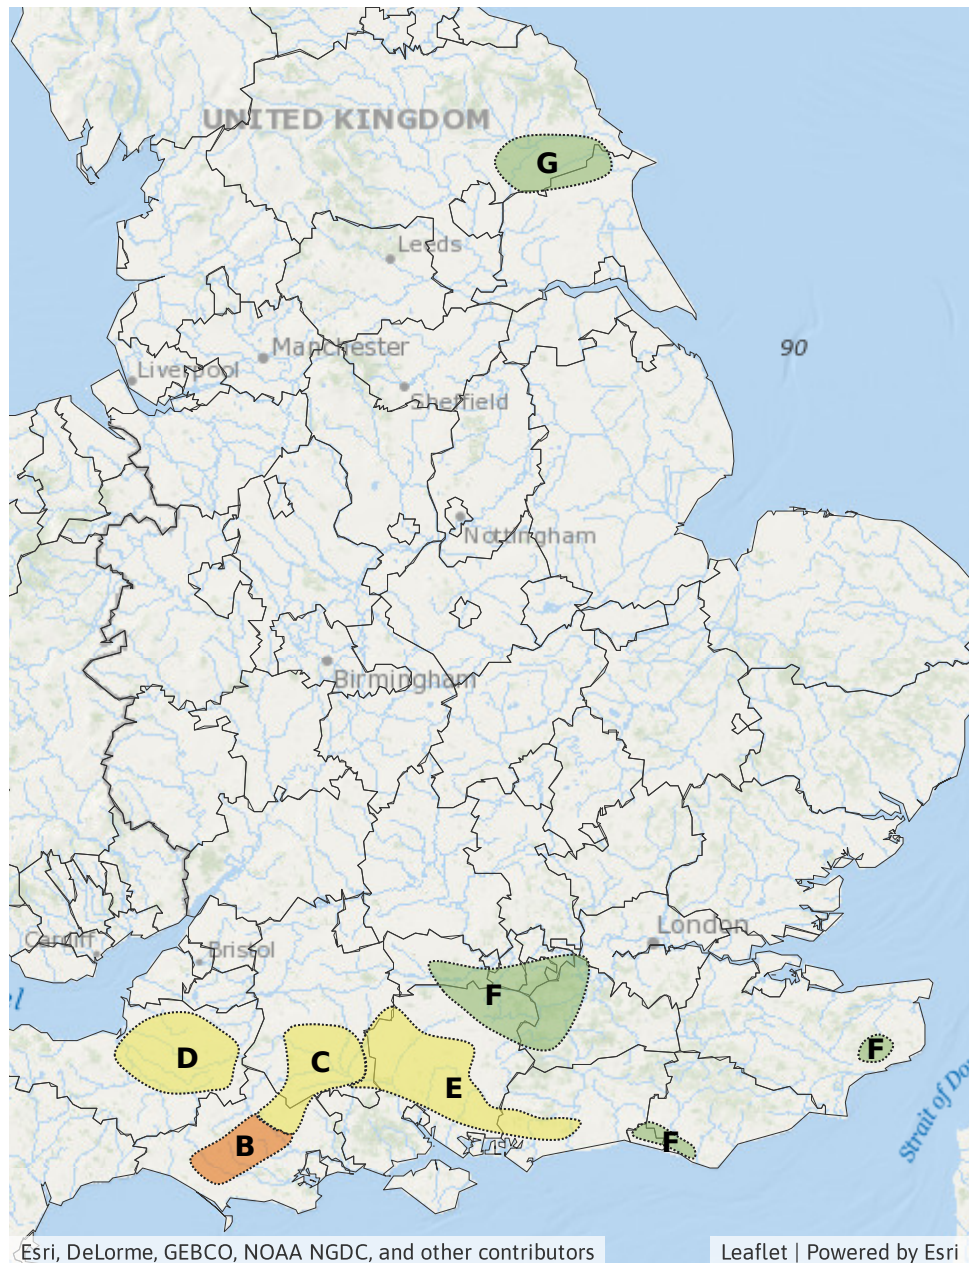 UNITED KINGDOM
G
Leeds
Manchester
90
Liverpool
Sheffield
Nottingham
Birmingham
London
Cardiff
Bristol
F
el
D
C
E
F
B
F
Strait of Do
Esri, DeLorme, GEBCO, NOAA NGDC, and other contributors
Leaflet | Powered by Esri